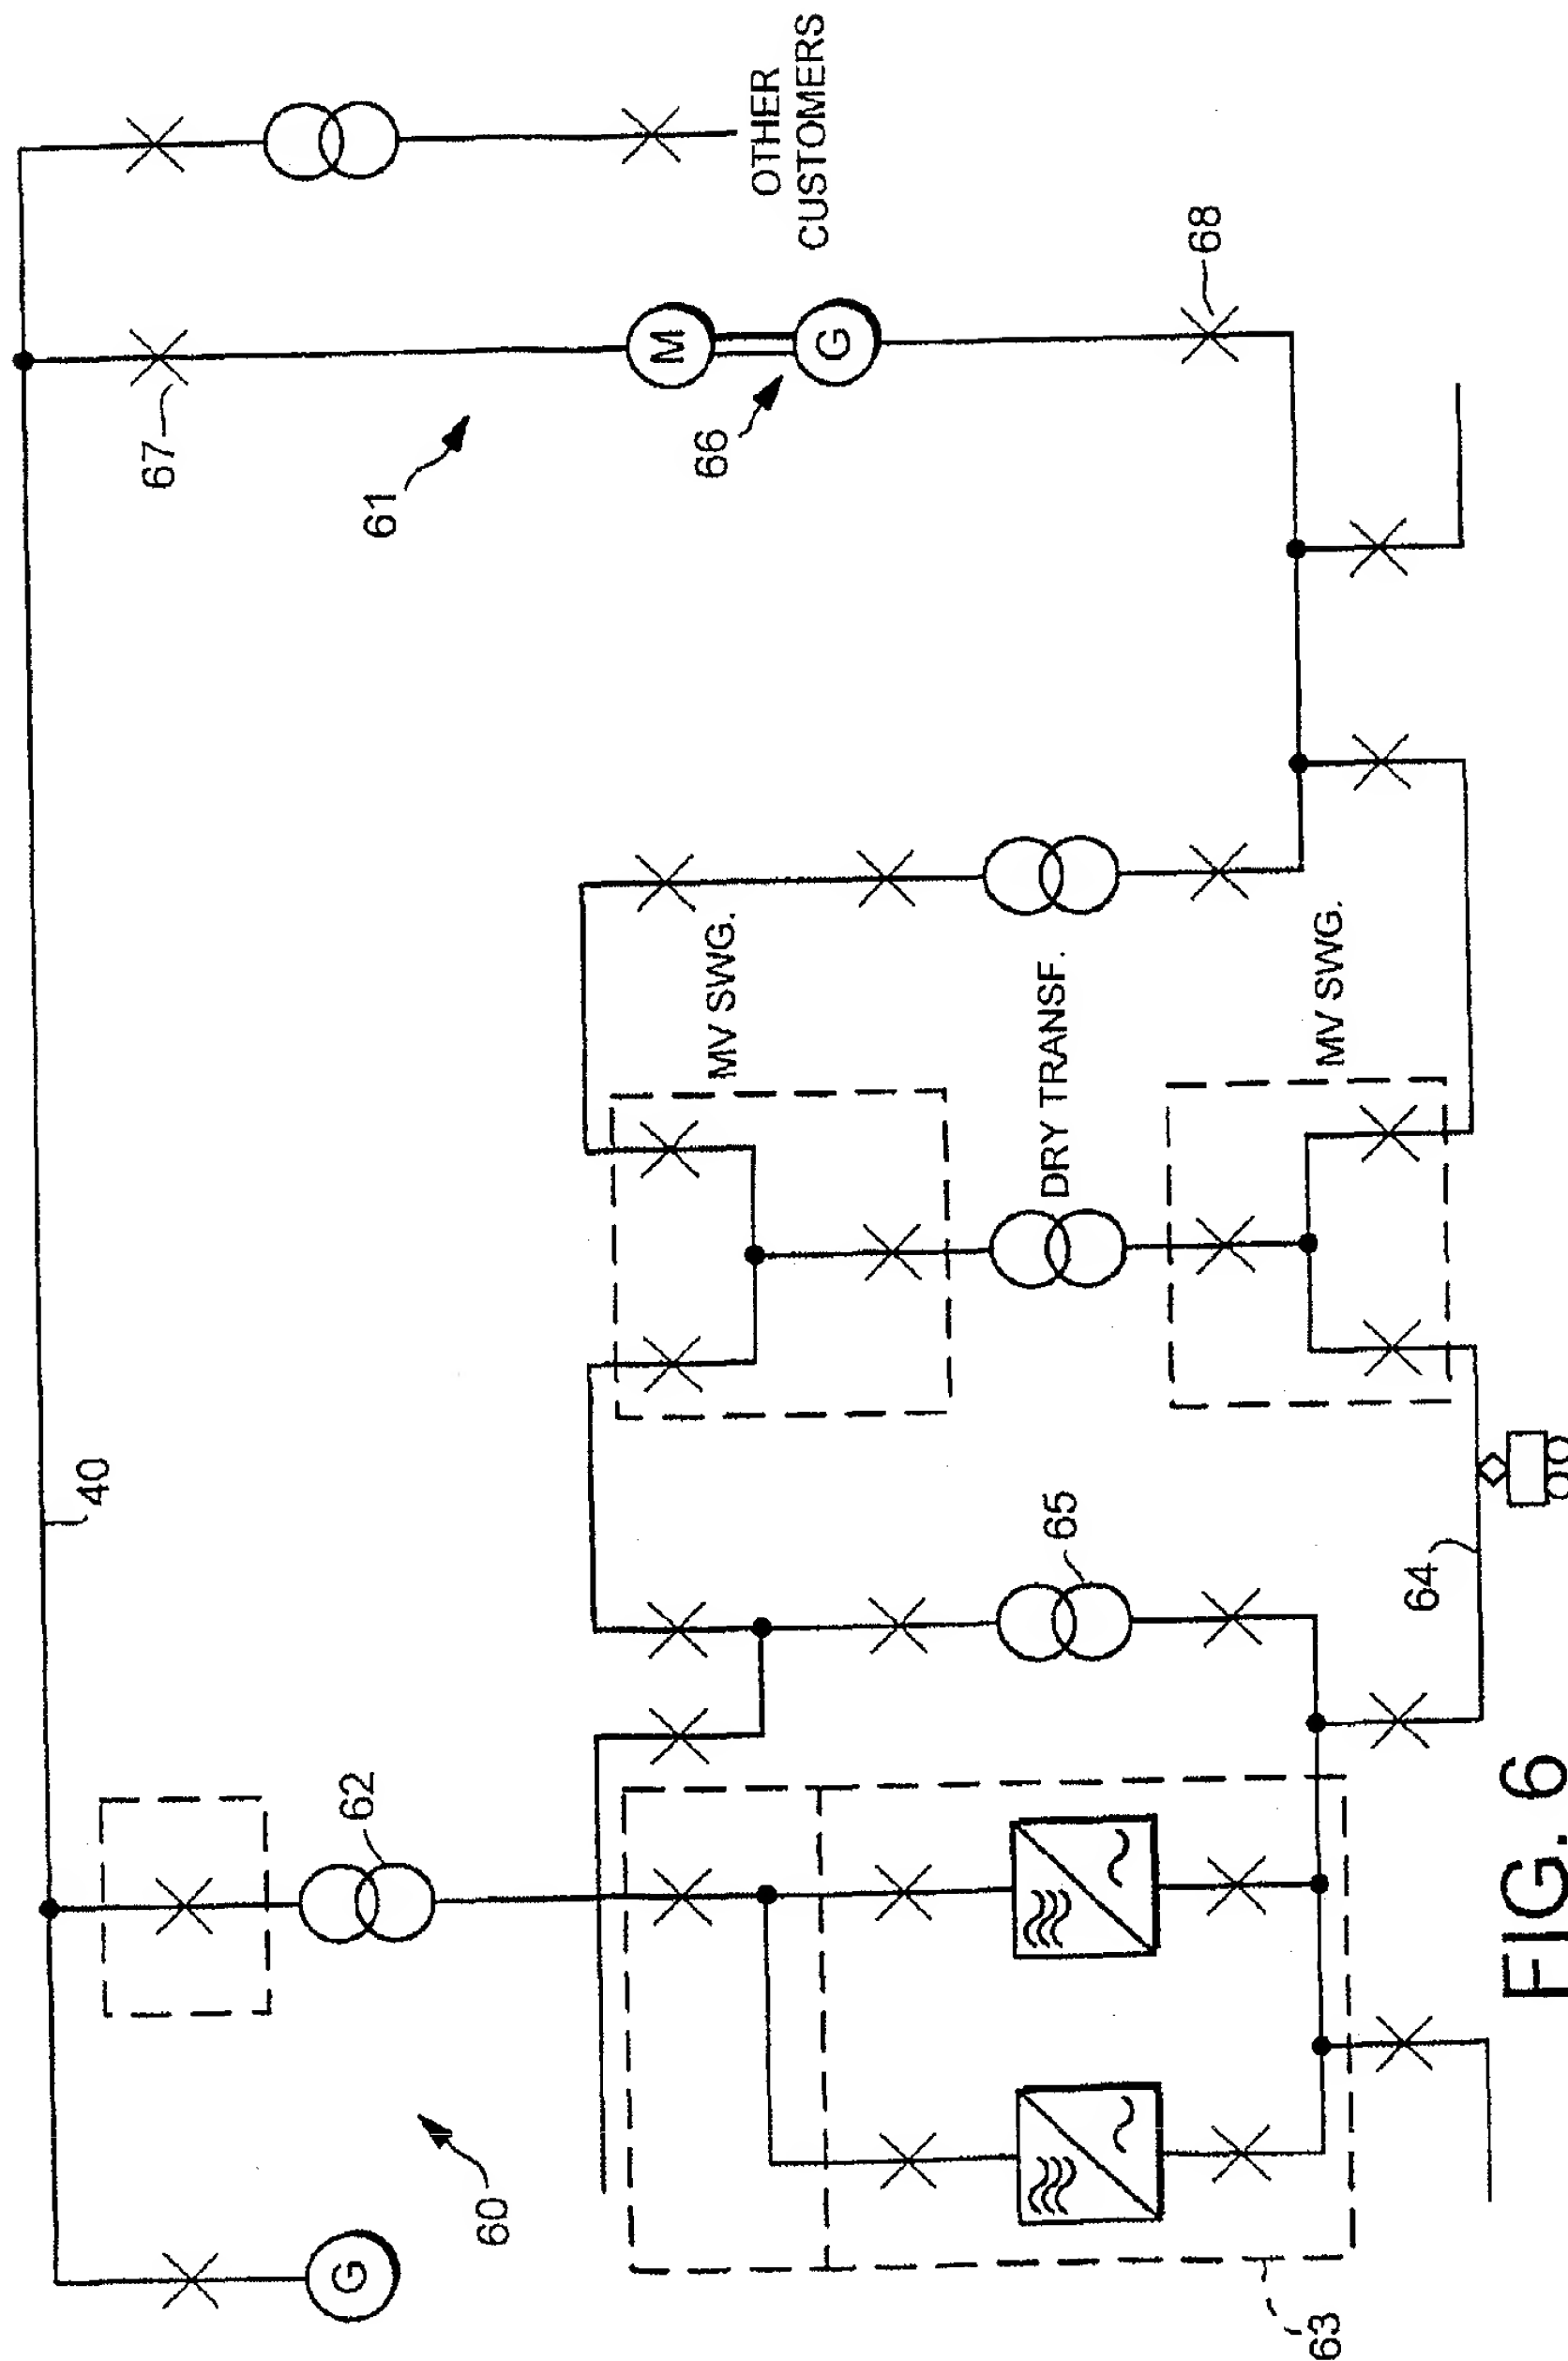 OTHER
CUSTOMERS
67
61
M
66
G
68
MV SWG.
DRY TRANSF.
MV SWG.
40
65
64
62
60
G
63
FIG. 6